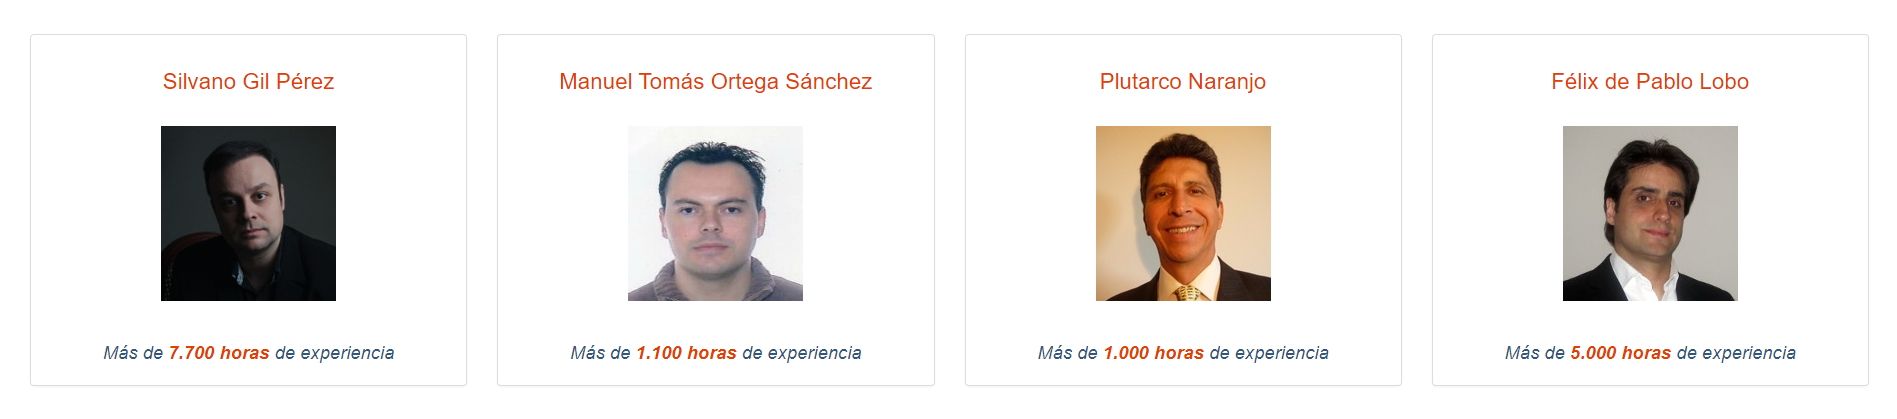 Silvano Gil Pérez
Más de 7.700 horas de experiencia
Manuel Tomás Ortega Sánchez
Más de 1.100 horas de experiencia
Plutarco Naranjo
Más de 1.000 horas de experiencia
Félix de Pablo Lobo
Más de 5.000 horas de experiencia